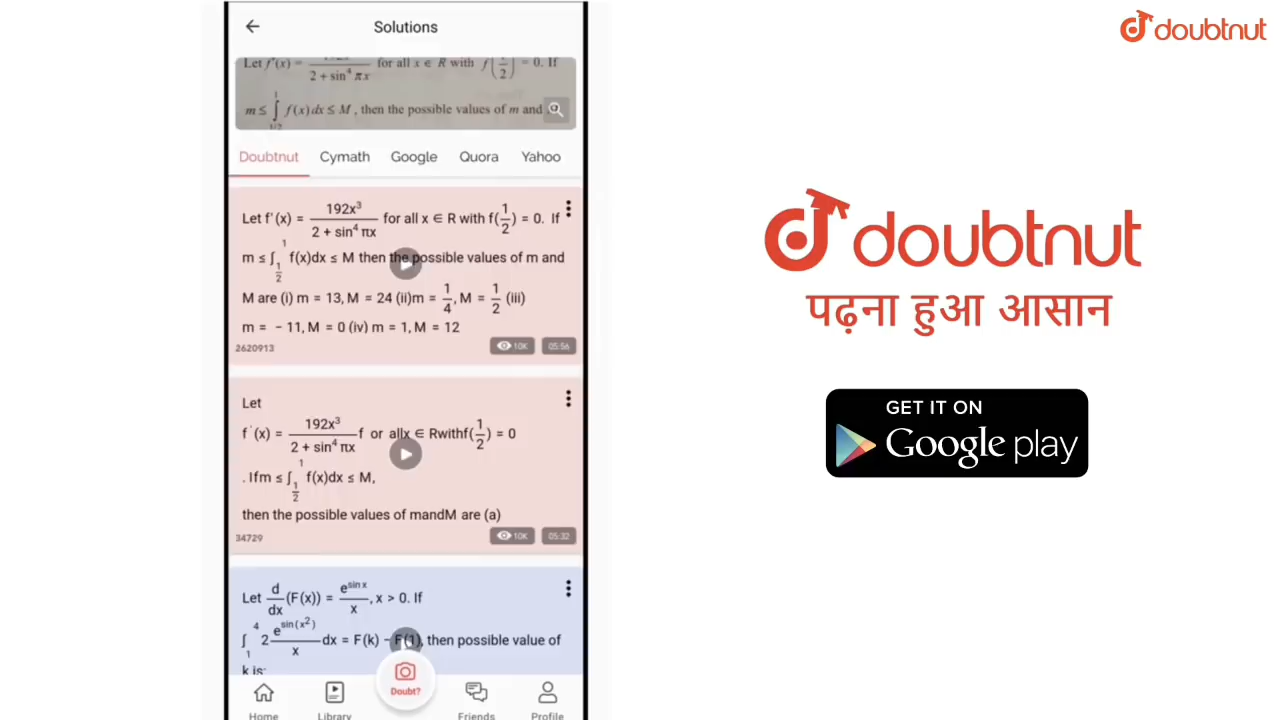 Solutions
doubtnut
Let f'(x) = 192x³ / 2 + sin⁴ πx for all x ∈ R with f(1/2) = 0. If
m ≤ ∫_{1/2}^{1} f(x)dx ≤ M, then the possible values of m and
Doubtnut Cymath Google Quora Yahoo
Let f'(x) = 192x³ / 2 + sin⁴ πx for all x ∈ R with f(1/2) = 0. If
m ≤ ∫_{1/2}^{1} f(x)dx ≤ M then the possible values of m and
M are (i) m = 13, M = 24 (ii)m = 1/4, M = 1/2 (iii)
m = − 11, M = 0 (iv) m = 1, M = 12
2620913 10K 05:56
Let
f'(x) = 192x³ / 2 + sin⁴ πx f or allx ∈ Rwithf(1/2) = 0
. Ifm ≤ ∫_{1/2}^{1} f(x)dx ≤ M,
then the possible values of mandM are (a)
34729 10K 05:32
Let d/dx (F(x)) = e^{sin x} / x, x > 0. If
∫_{1}^{4} 2 e^{sin(x²)} / x dx = F(k) − F(1), then possible value of
k is:
Doubt?
Home Library Friends Profile
doubtnut
पढ़ना हुआ आसान
GET IT ON
Google play